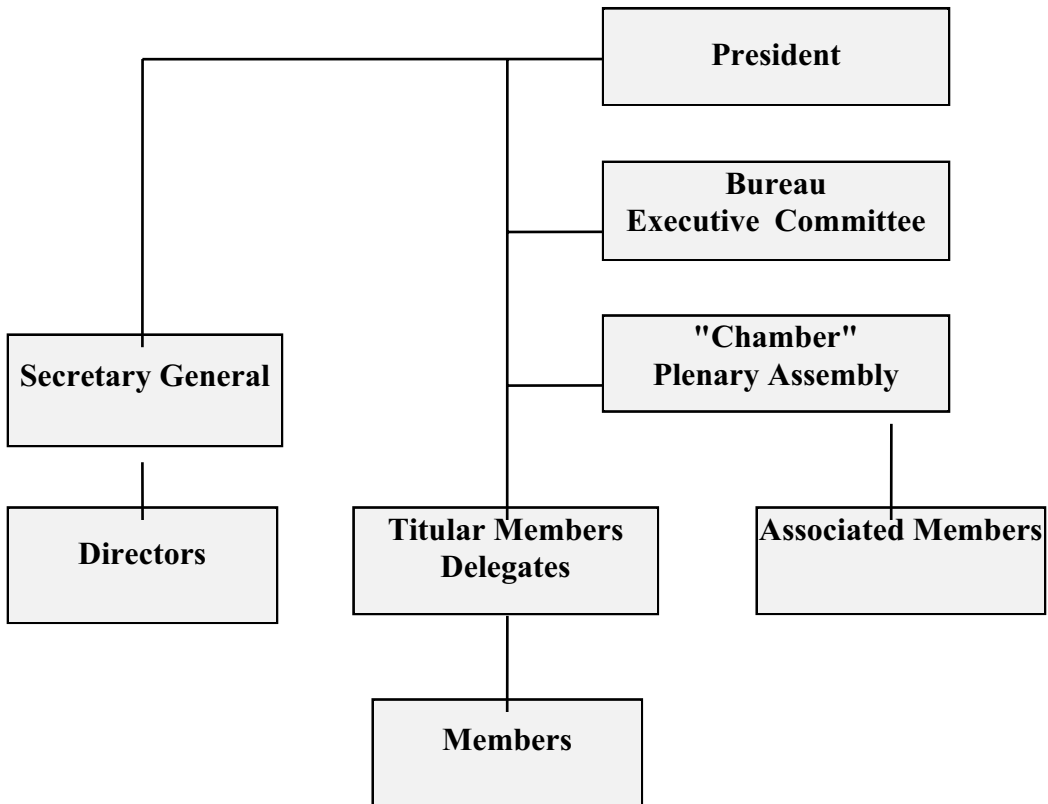 President
Bureau
Executive Committee
"Chamber"
Plenary Assembly
Secretary General
Directors
Titular Members
Delegates
Associated Members
Members